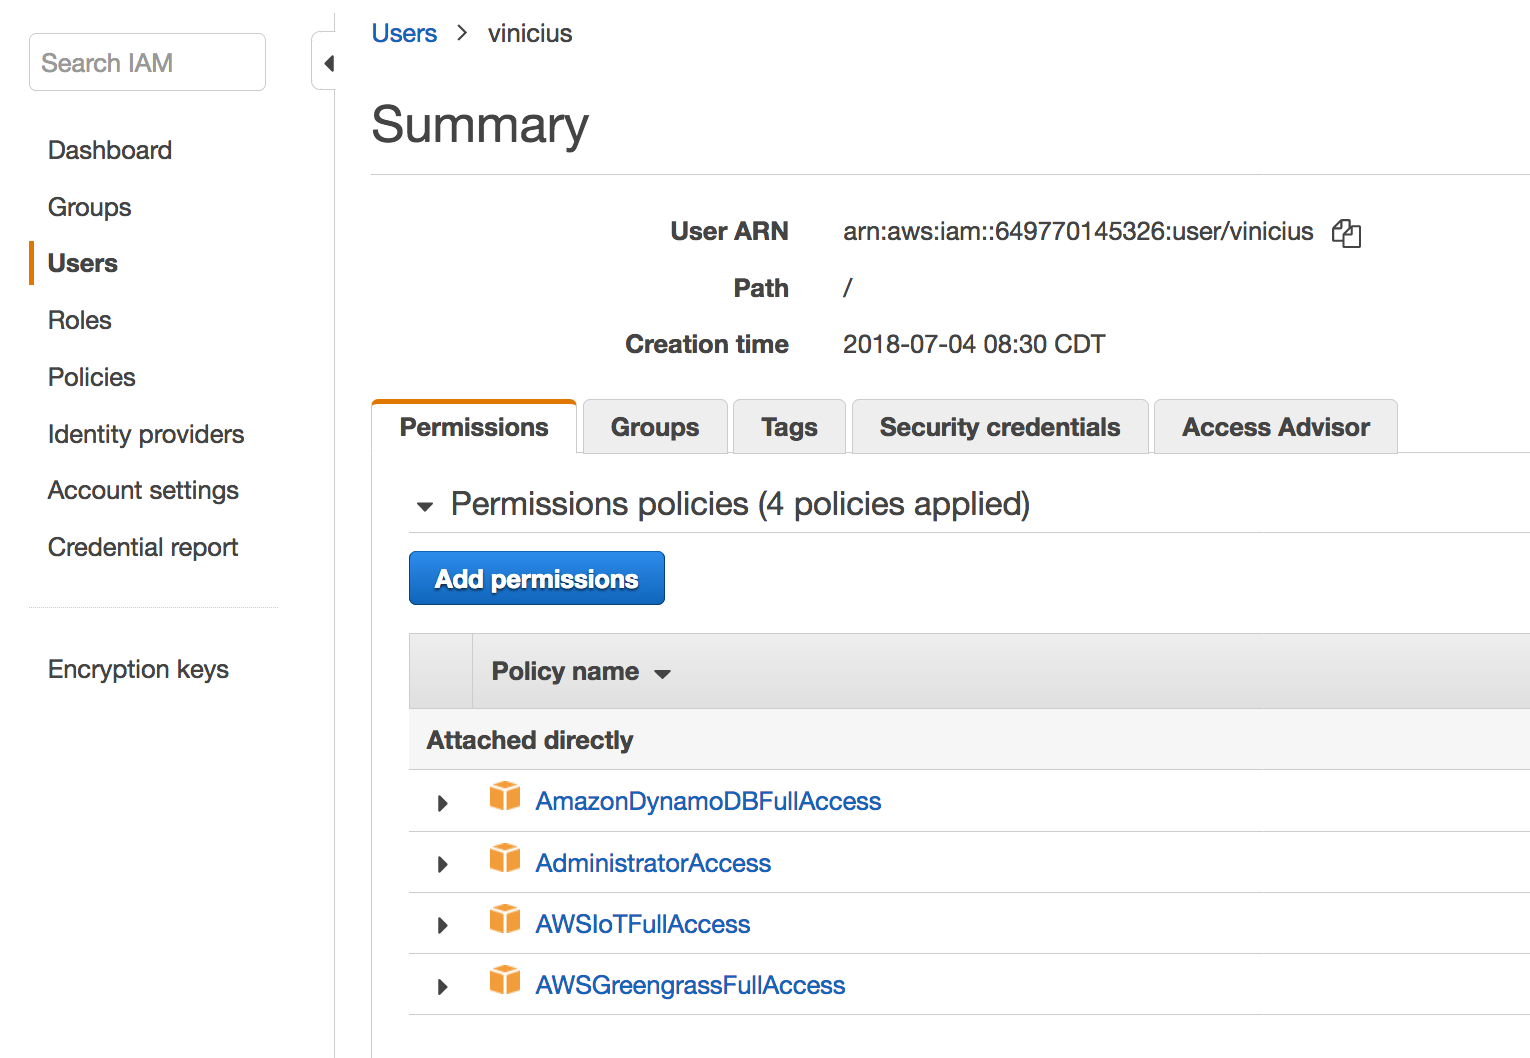 Search IAM
Dashboard
Groups
Users
Roles
Policies
Identity providers
Account settings
Credential report
Encryption keys
Users > vinicius
Summary
User ARN arn:aws:iam::649770145326:user/vinicius
Path /
Creation time 2018-07-04 08:30 CDT
Permissions Groups Tags Security credentials Access Advisor
Permissions policies (4 policies applied)
Add permissions
Policy name
Attached directly
AmazonDynamoDBFullAccess
AdministratorAccess
AWSIoTFullAccess
AWSGreengrassFullAccess